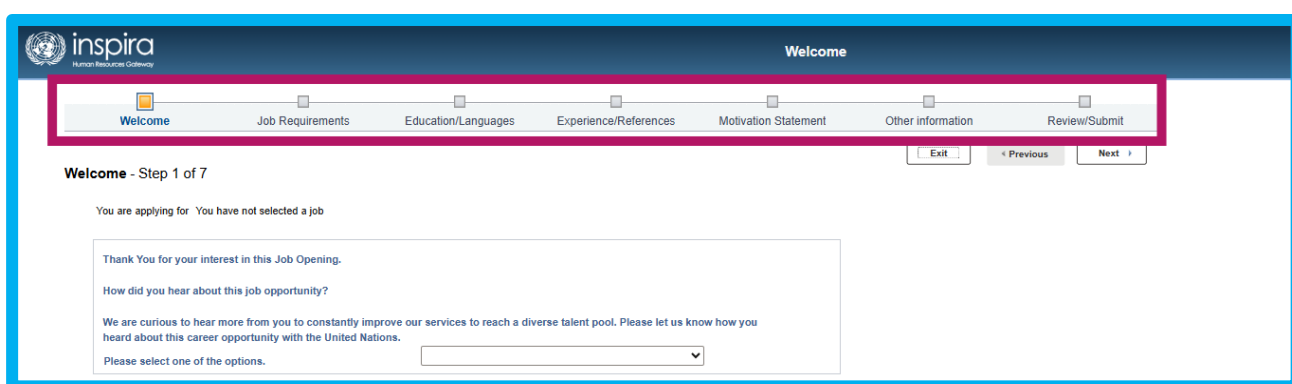 inspira
Human Resources Gateway
Welcome
Welcome Job Requirements Education/Languages Experience/References Motivation Statement Other information Review/Submit
Exit Previous Next
Welcome - Step 1 of 7
You are applying for You have not selected a job
Thank You for your interest in this Job Opening.
How did you hear about this job opportunity?
We are curious to hear more from you to constantly improve our services to reach a diverse talent pool. Please let us know how you
heard about this career opportunity with the United Nations.
Please select one of the options.